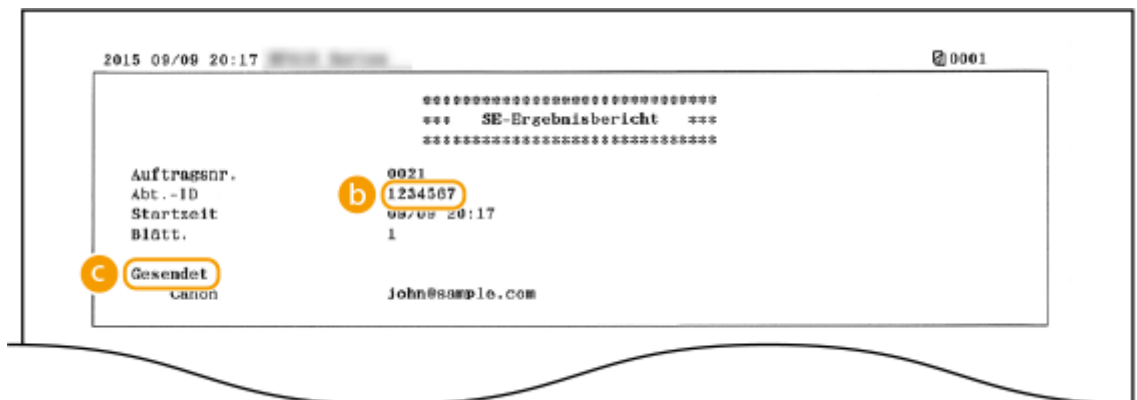 2015 09/09 20:17 0001
******************************
*** SE-Ergebnisbericht ***
******************************
Auftragsnr. 0021
Abt.-ID b 1234567
Startzeit 09/09 20:17
Blätt. 1
c Gesendet
Canon john@sample.com